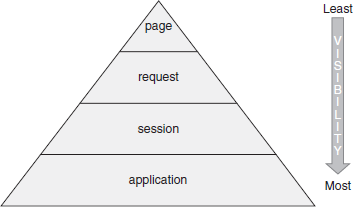 Least
page
request
session
application
VISIBILITY
Most